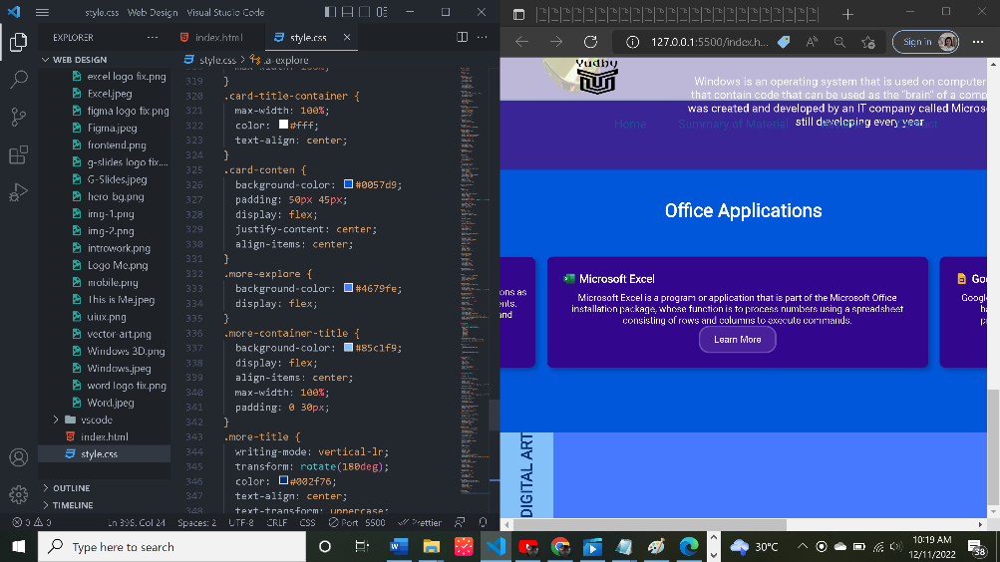 style.css Web Design Visual Studio Code
EXPLORER
index.html
style.css
style.css > .a-explore
WEB DESIGN
excel logo fix.png
Excel.jpeg
figma logo fix.png
Figma.jpeg
frontend.png
g-slides logo fix....
G-Slides.jpeg
hero-bg.png
img-1.png
img-2.png
introwork.png
Logo Me.png
mobile.png
This is Me.jpeg
uiux.png
vector-art.png
Windows 3D.png
Windows.jpeg
word logo fix.png
Word.jpeg
vscode
index.html
style.css
OUTLINE
TIMELINE
319 }
320 .card-title-container {
321 max-width: 100%;
322 color: #fff;
323 text-align: center;
324 }
325 .card-conten {
326 background-color: #0057d9;
327 padding: 50px 45px;
328 display: flex;
329 justify-content: center;
330 align-items: center;
331 }
332 .more-explore {
333 background-color: #4679fe;
334 display: flex;
335 }
336 .more-container-title {
337 background-color: #85c1f9;
338 display: flex;
339 align-items: center;
340 max-width: 100%;
341 padding: 0 30px;
342 }
343 .more-title {
344 writing-mode: vertical-lr;
345 transform: rotate(180deg);
346 color: #002f76;
347 text-align: center;
348 text-transform: uppercase;
0 0 Ln 398, Col 24 Spaces: 2 UTF-8 CRLF CSS Port : 5500 Prettier
127.0.0.1:5500/index.h...
Sign in
Yudby
Windows is an operating system that is used on computer
that contain code that can be used as the "brain" of a com
was created and developed by an IT company called Micros
still developing every year
Home Summary of Material
Office Applications
ons as
ents.
and
Microsoft Excel
Microsoft Excel is a program or application that is part of the Microsoft Office
installation package, whose function is to process numbers using a spreadsheet
consisting of rows and columns to execute commands.
Learn More
Goo
Google
DIGITAL ART
Type here to search
30°C
10:19 AM
12/11/2022
38